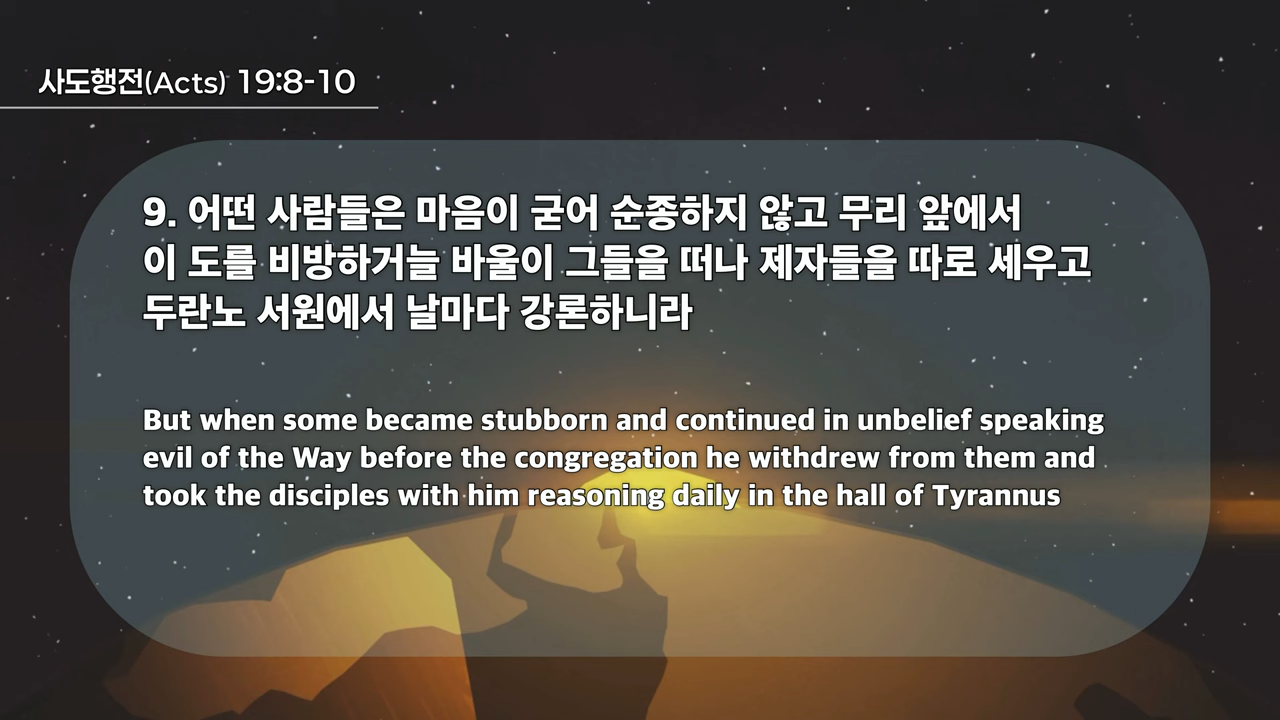 사도행전(Acts) 19:8-10
9. 어떤 사람들은 마음이 굳어 순종하지 않고 무리 앞에서
이 도를 비방하거늘 바울이 그들을 떠나 제자들을 따로 세우고
두란노 서원에서 날마다 강론하니라
But when some became stubborn and continued in unbelief speaking
evil of the Way before the congregation he withdrew from them and
took the disciples with him reasoning daily in the hall of Tyrannus